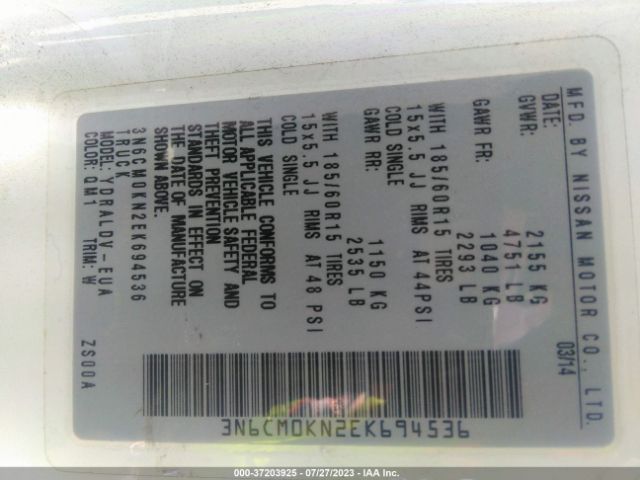 MFD. BY NISSAN MOTOR CO., LTD.
DATE: 03/14
GVWR: 2155 KG
4751 LB
GAWR FR: 1040 KG
2293 LB
WITH 185/60R15 TIRES
15X5.5 JJ RIMS AT 44PSI
COLD SINGLE
GAWR RR: 1150 KG
2535 LB
WITH 185/60R15 TIRES
15X5.5 JJ RIMS AT 48 PSI
COLD SINGLE
THIS VEHICLE CONFORMS TO
ALL APPLICABLE FEDERAL
MOTOR VEHICLE SAFETY AND
THEFT PREVENTION
STANDARDS IN EFFECT ON
THE DATE OF MANUFACTURE
SHOWN ABOVE.
3N6CM0KN2EK694536
TRUCK
MODEL: YDRALDV-EUA
COLOR: QM1 TRIM: W
ZS00A
3N6CM0KN2EK694536
000-37203925 - 07/27/2023 - IAA Inc.